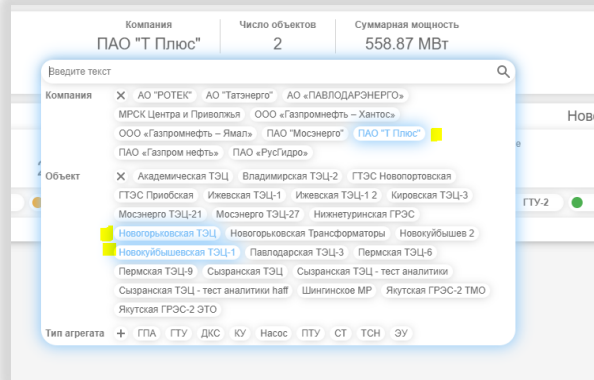 Компания Число объектов Суммарная мощность
ПАО "Т Плюс" 2 558.87 МВт
Введите текст
Компания × АО "РОТЕК" АО "Татэнерго" АО «ПАВЛОДАРЭНЕРГО»
МРСК Центра и Приволжья ООО «Газпромнефть – Хантос»
ООО «Газпромнефть – Ямал» ПАО "Мосэнерго" ПАО "Т Плюс"
ПАО «Газпром нефть» ПАО «РусГидро»
Нов
Объект × Академическая ТЭЦ Владимирская ТЭЦ-2 ГТЭС Новопортовская
ГТЭС Приобская Ижевская ТЭЦ-1 Ижевская ТЭЦ-1 2 Кировская ТЭЦ-3
ГТУ-2
Мосэнерго ТЭЦ-21 Мосэнерго ТЭЦ-27 Нижнетуринская ГРЭС
Новогорьковская ТЭЦ Новогорьковская Трансформаторы Новокуйбышев 2
Новокуйбышевская ТЭЦ-1 Павлодарская ТЭЦ-3 Пермская ТЭЦ-6
Пермская ТЭЦ-9 Сызранская ТЭЦ Сызранская ТЭЦ - тест аналитики
Сызранская ТЭЦ - тест аналитики haff Шингинское МР Якутская ГРЭС-2 ТМО
Якутская ГРЭС-2 ЭТО
Тип агрегата + ГПА ГТУ ДКС КУ Насос ПТУ СТ ТСН ЭУ